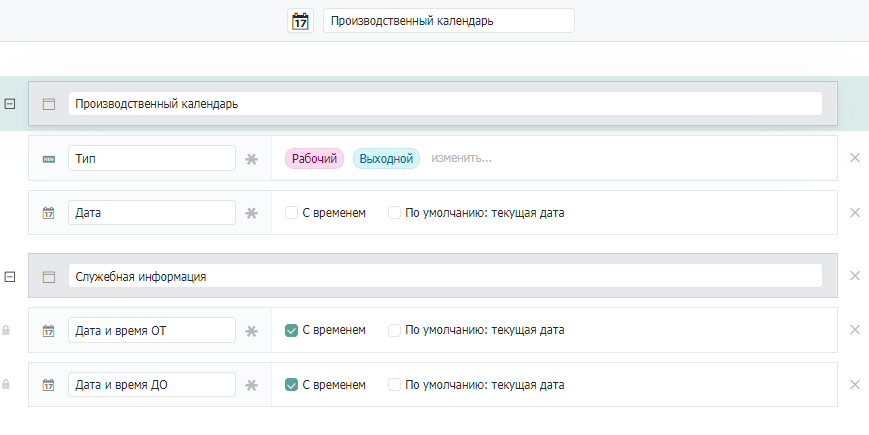 17 Производственный календарь
Производственный календарь
Тип Рабочий Выходной изменить...
17 Дата С временем По умолчанию: текущая дата
Служебная информация
17 Дата и время ОТ С временем По умолчанию: текущая дата
17 Дата и время ДО С временем По умолчанию: текущая дата